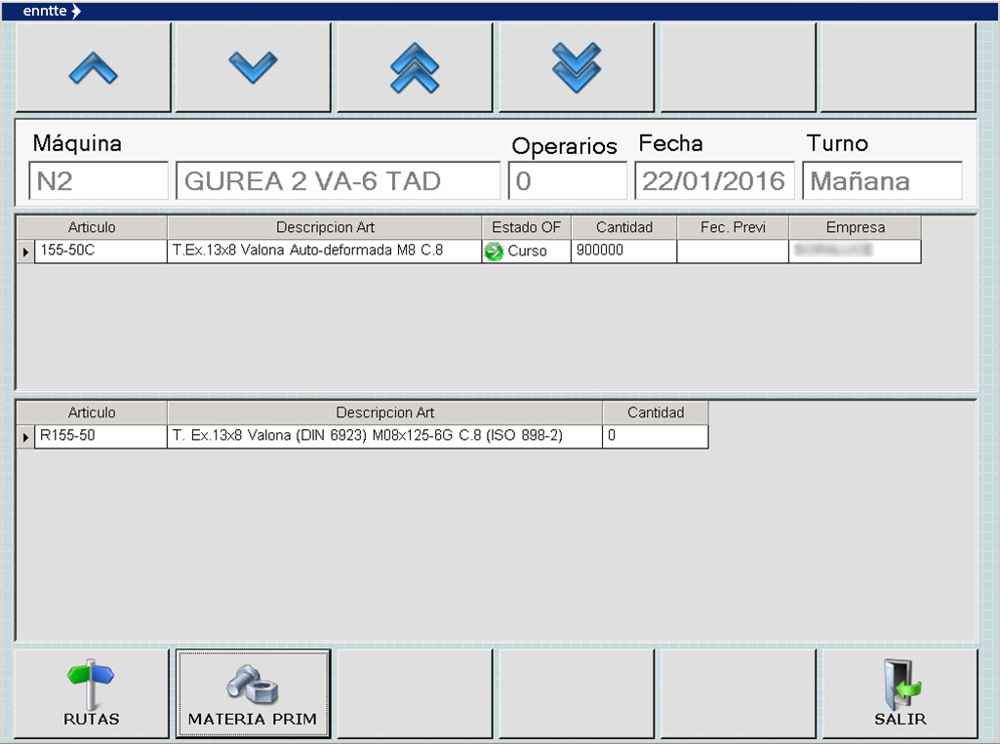 enntte
Máquina Operarios Fecha Turno
N2 GUREA 2 VA-6 TAD 0 22/01/2016 Mañana
Articulo Descripcion Art Estado OF Cantidad Fec. Previ Empresa
155-50C T.Ex.13x8 Valona Auto-deformada M8 C.8 Curso 900000
Articulo Descripcion Art Cantidad
R155-50 T. Ex.13x8 Valona (DIN 6923) M08x125-6G C.8 (ISO 898-2) 0
RUTAS MATERIA PRIM SALIR